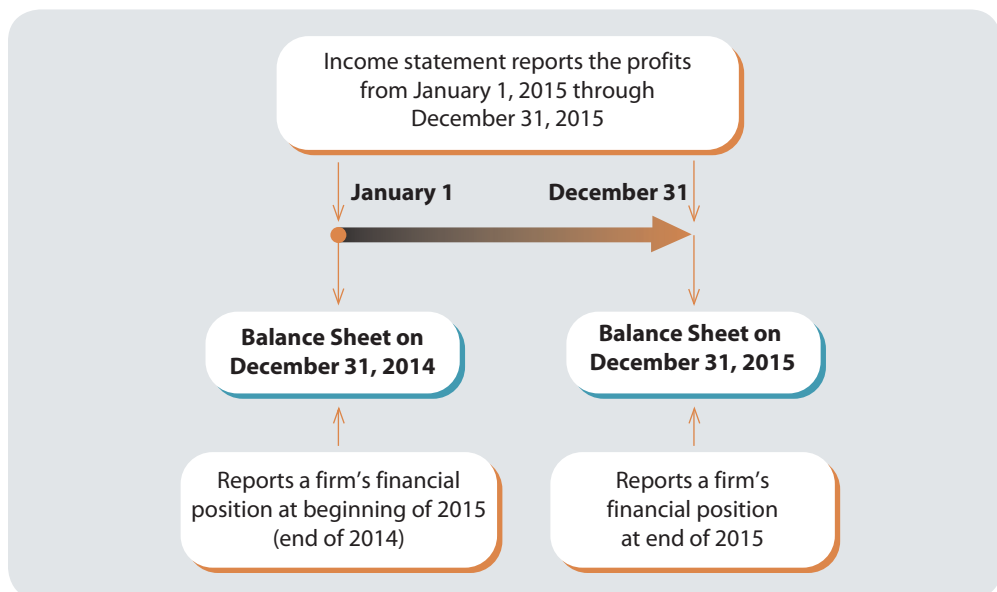 Income statement reports the profits
from January 1, 2015 through
December 31, 2015
January 1
December 31
Balance Sheet on
December 31, 2014
Balance Sheet on
December 31, 2015
Reports a firm's financial
position at beginning of 2015
(end of 2014)
Reports a firm's
financial position
at end of 2015